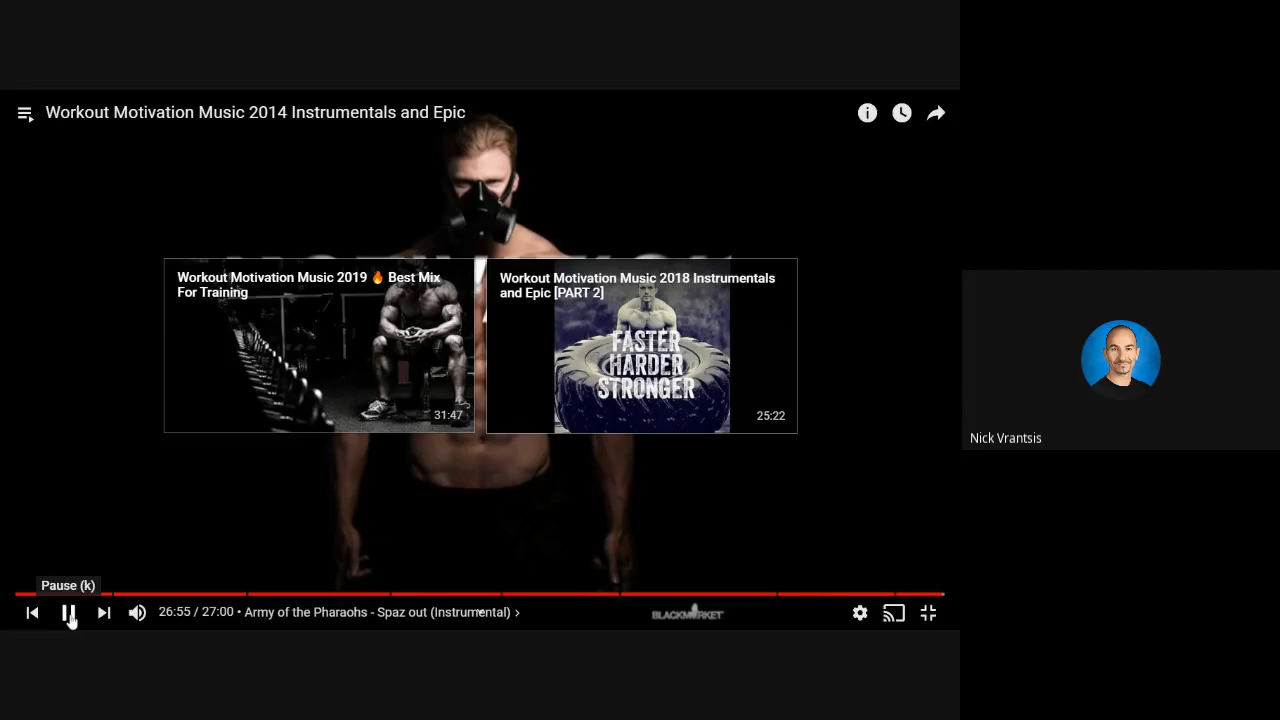 Workout Motivation Music 2014 Instrumentals and Epic
Workout Motivation Music 2019 🔥 Best Mix
For Training
31:47
Workout Motivation Music 2018 Instrumentals
and Epic [PART 2]
FASTER
HARDER
STRONGER
25:22
Nick Vrantsis
Pause (k)
26:55 / 27:00 • Army of the Pharaohs - Spaz out (Instrumental) ›
BLACKMARKET